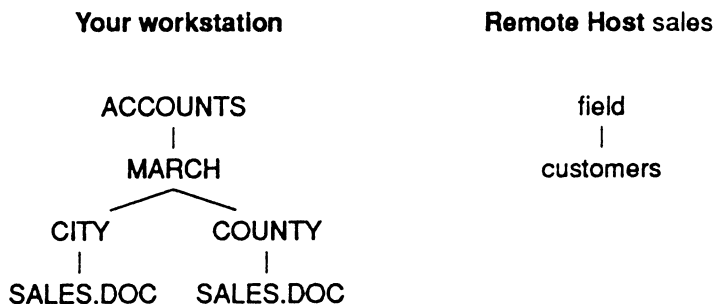 Your workstation Remote Host sales
ACCOUNTS field
MARCH customers
CITY COUNTY
SALES.DOC SALES.DOC